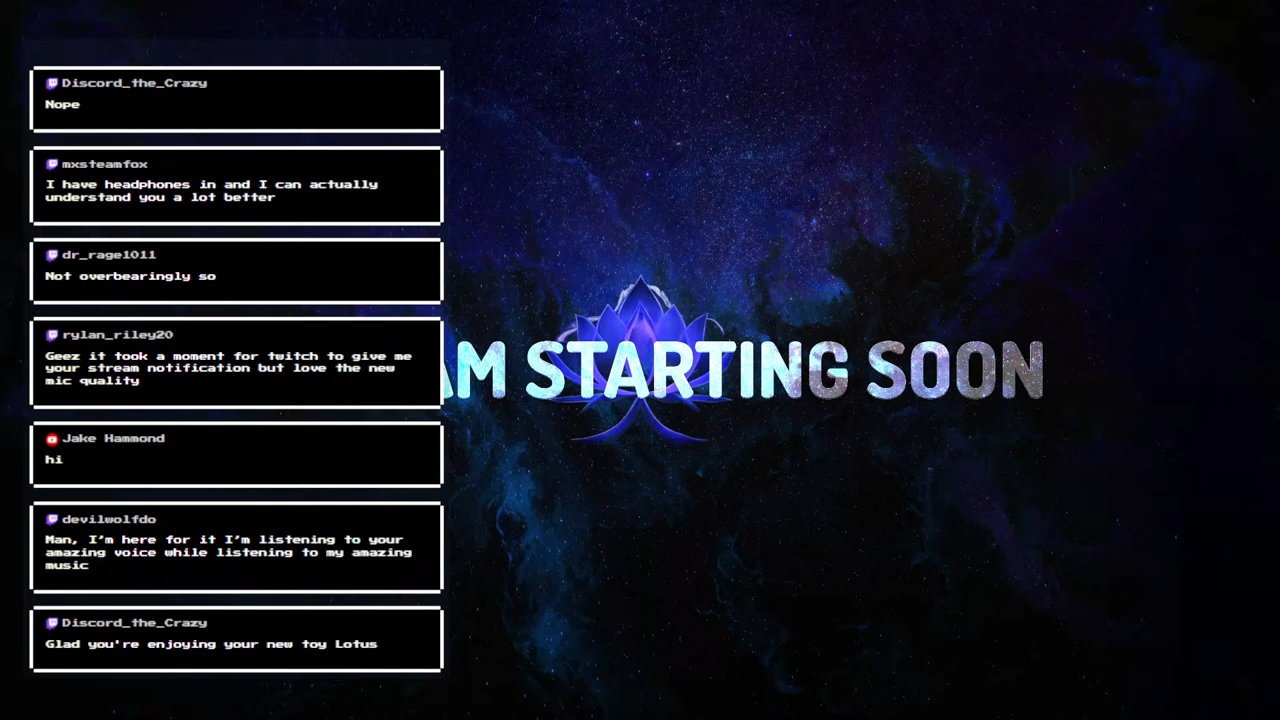 Discord_the_Crazy
Nope
mxsteamfox
I have headphones in and I can actually
understand you a lot better
dr_rage1011
Not overbearingly so
rylan_riley20
Geez it took a moment for twitch to give me
your stream notification but love the new
mic quality
Jake Hammond
hi
devilwolfdo
Man, I’m here for it I’m listening to your
amazing voice while listening to my amazing
music
Discord_the_Crazy
Glad you're enjoying your new toy Lotus
AM STARTING SOON